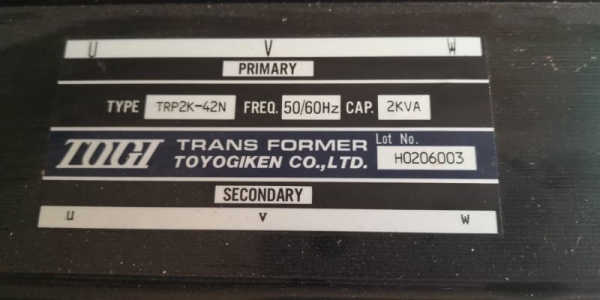 U V W
PRIMARY
TYPE TRP2K-42N FREQ. 50/60Hz CAP. 2KVA
TOGI TRANS FORMER TOYOGIKEN CO.,LTD. Lot No. H0206003
SECONDARY
u v w